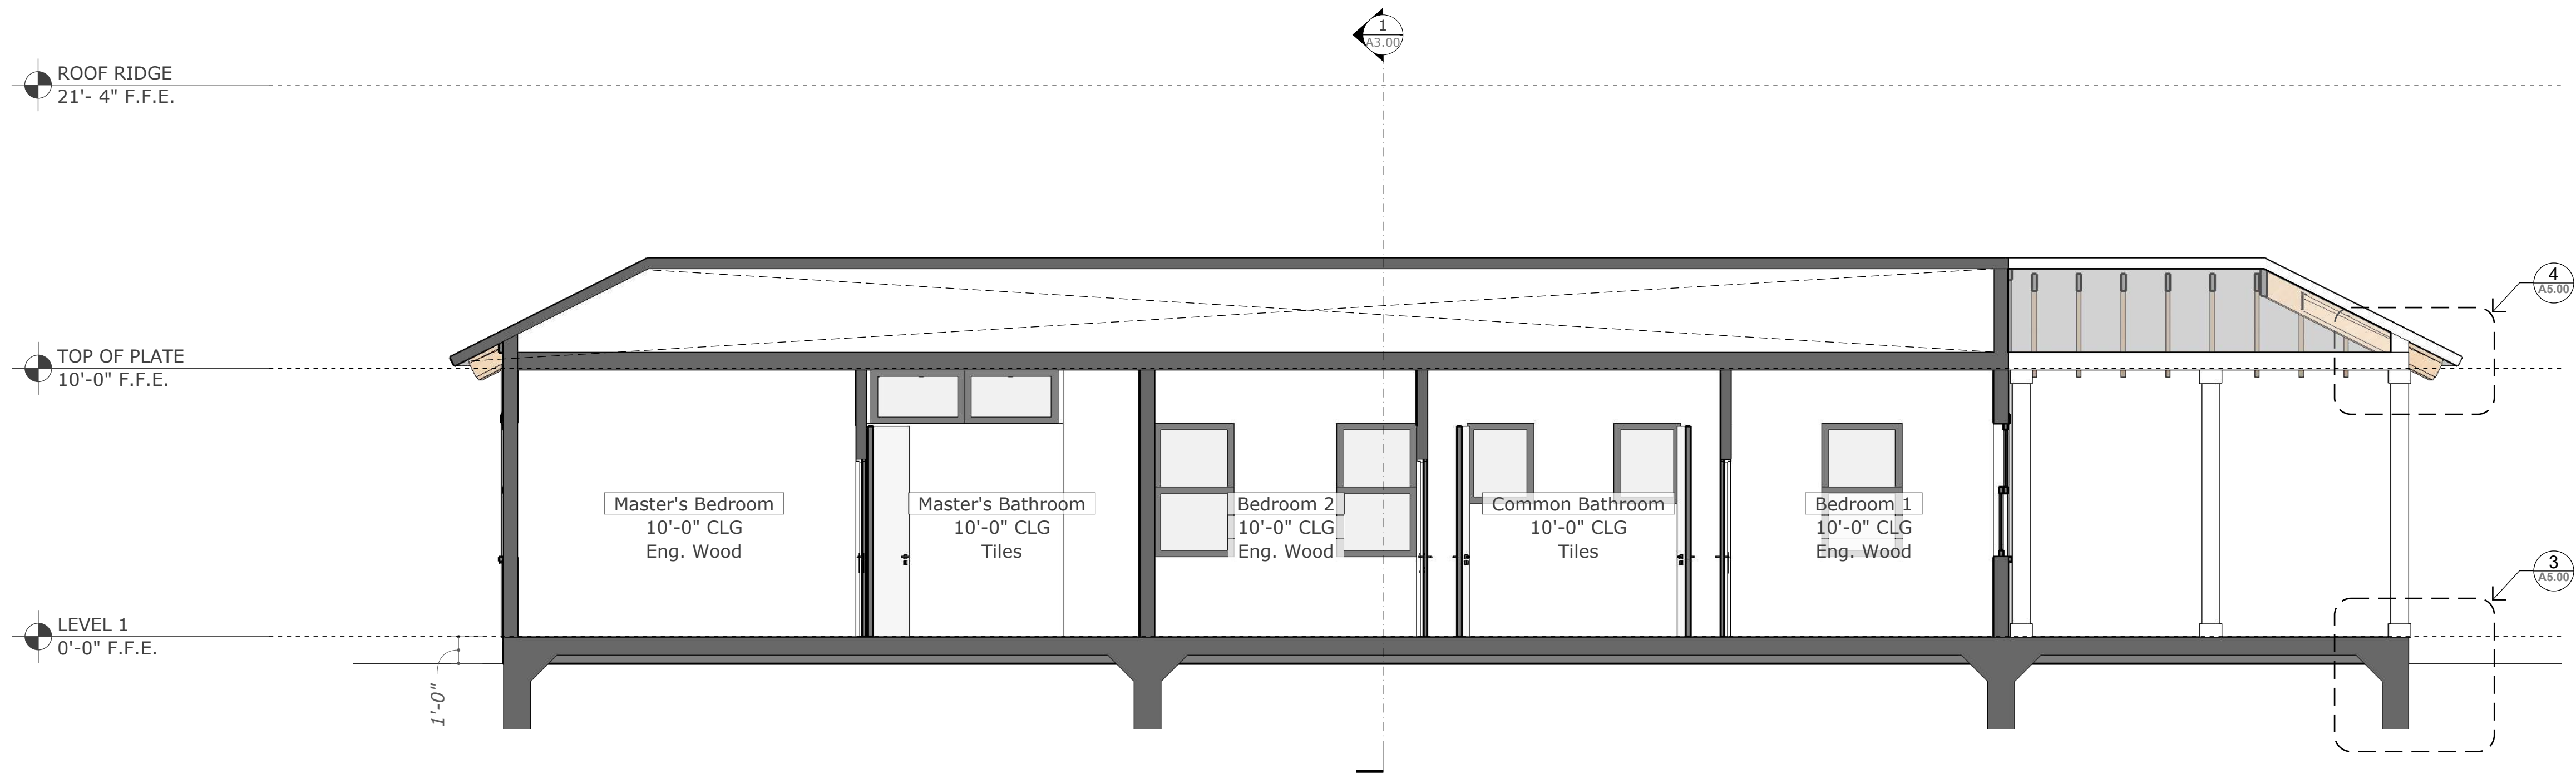 1
A3.00
ROOF RIDGE
21'- 4" F.F.E.
4
A5.00
TOP OF PLATE
10'-0" F.F.E.
Master's Bedroom
10'-0" CLG
Eng. Wood
Master's Bathroom
10'-0" CLG
Tiles
Bedroom 2
10'-0" CLG
Eng. Wood
Common Bathroom
10'-0" CLG
Tiles
Bedroom 1
10'-0" CLG
Eng. Wood
3
A5.00
LEVEL 1
0'-0" F.F.E.
1'-0"